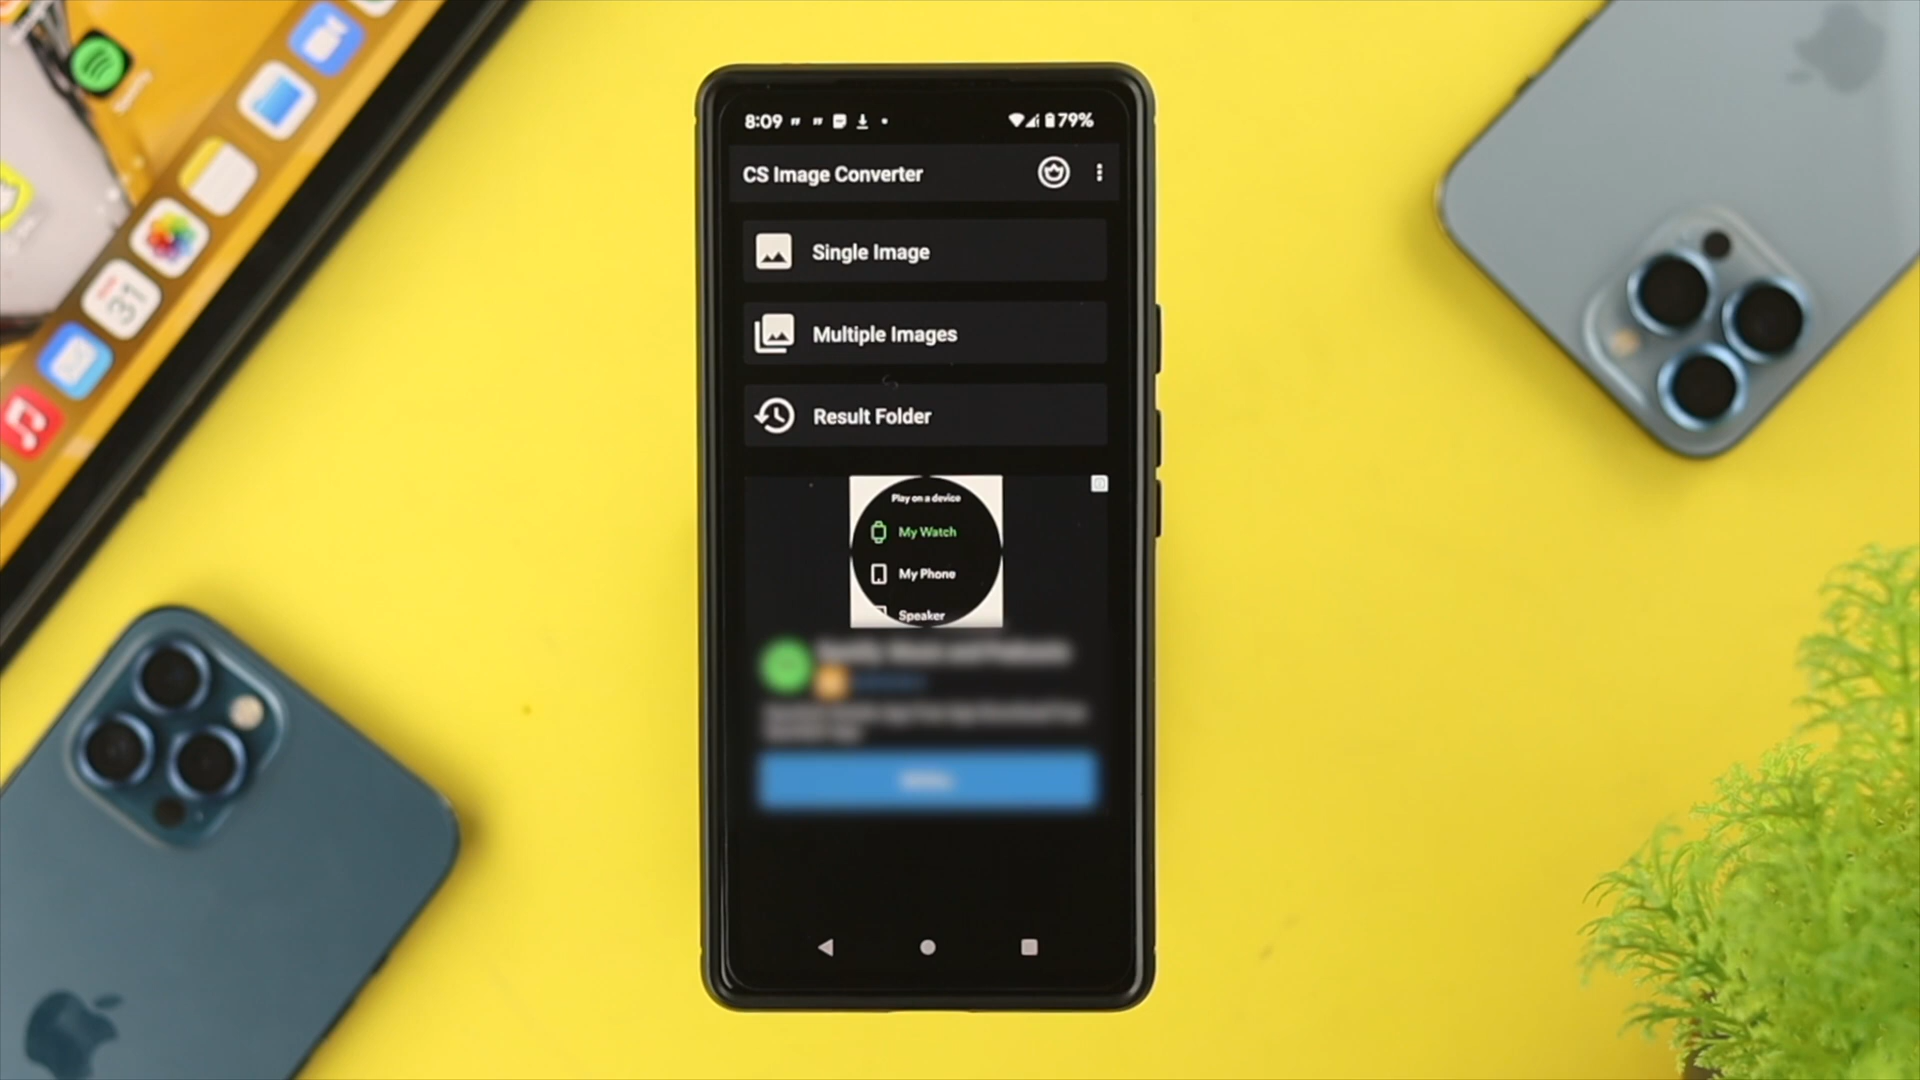 8:09
79%
CS Image Converter
Single Image
Multiple Images
Result Folder
Play on a device
My Watch
My Phone
Speaker
31